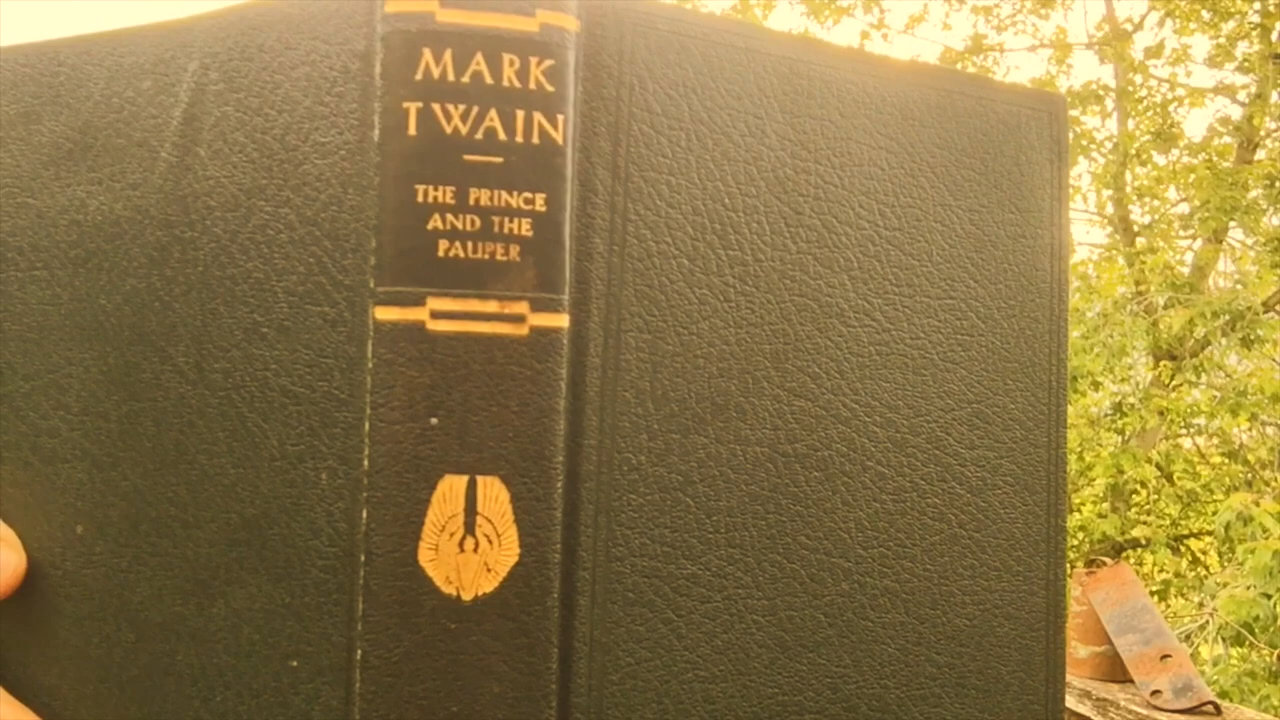 MARK
TWAIN
THE PRINCE
AND THE
PAUPER